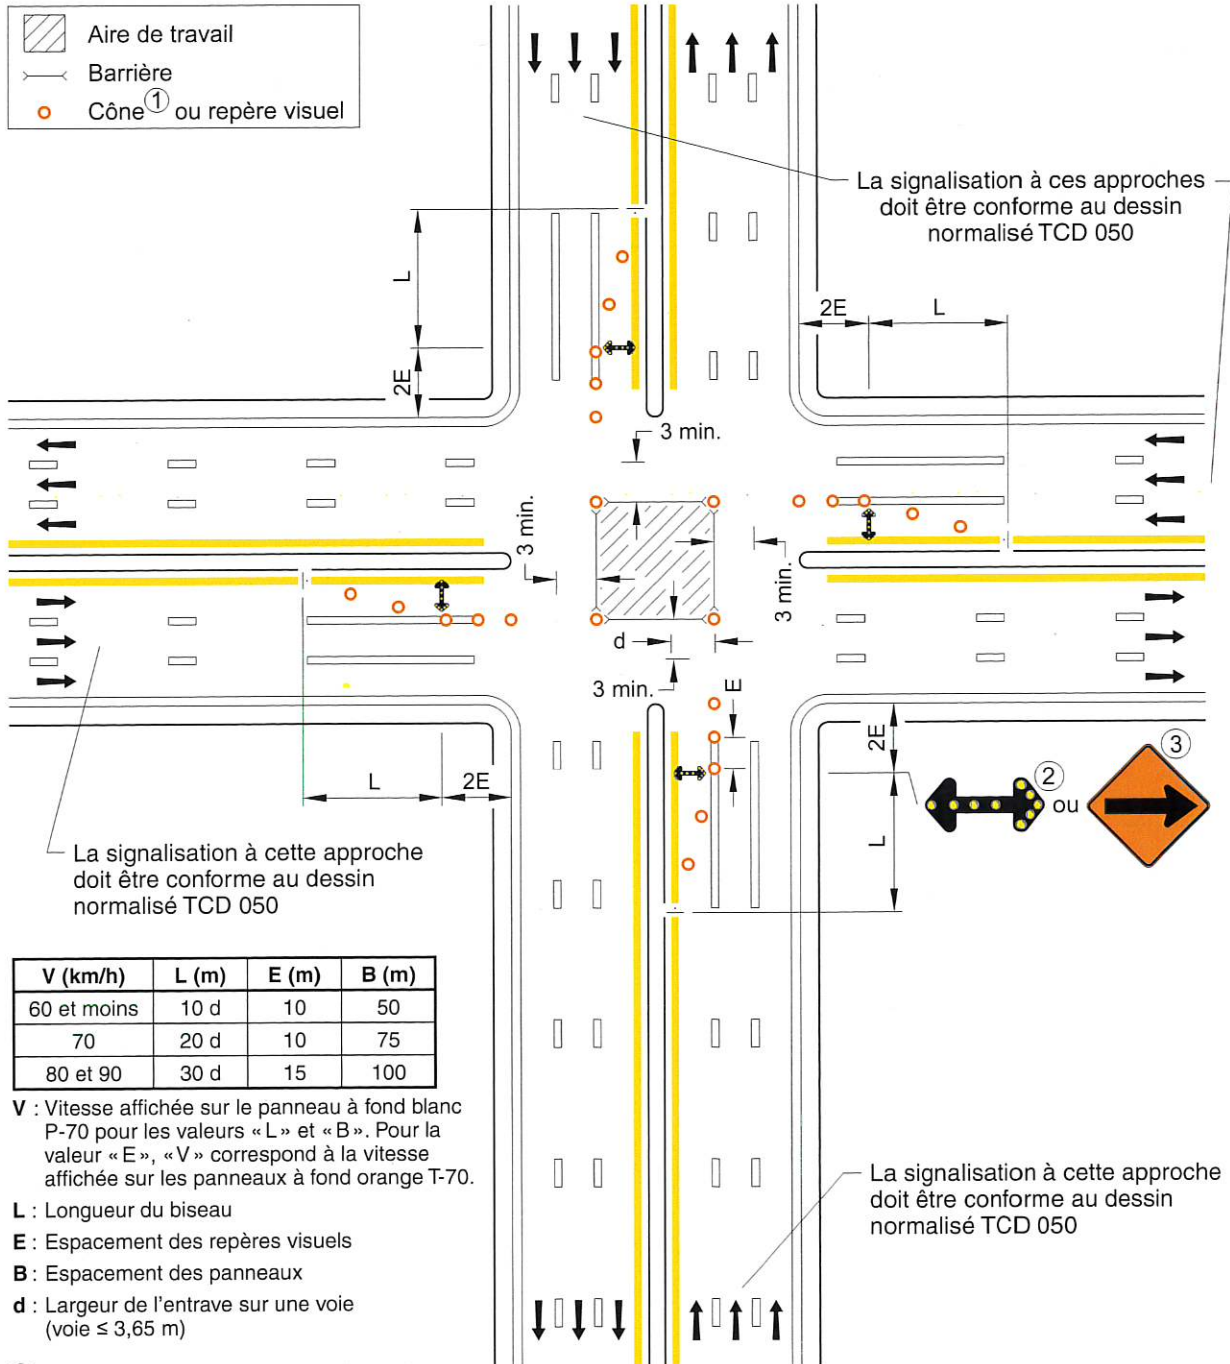 Aire de travail
Barrière
Cône ① ou repère visuel
La signalisation à ces approches
doit être conforme au dessin
normalisé TCD 050
L
2E
2E
L
3 min.
3 min.
3 min.
d
3 min.
E
2E
L
L
2E
② ou ③
La signalisation à cette approche
doit être conforme au dessin
normalisé TCD 050
V (km/h) L (m) E (m) B (m)
60 et moins 10 d 10 50
70 20 d 10 75
80 et 90 30 d 15 100
V : Vitesse affichée sur le panneau à fond blanc
P-70 pour les valeurs «L» et «B». Pour la
valeur «E», «V» correspond à la vitesse
affichée sur les panneaux à fond orange T-70.
L : Longueur du biseau
E : Espacement des repères visuels
B : Espacement des panneaux
d : Largeur de l'entrave sur une voie
(voie ≤ 3,65 m)
La signalisation à cette approche
doit être conforme au dessin
normalisé TCD 050